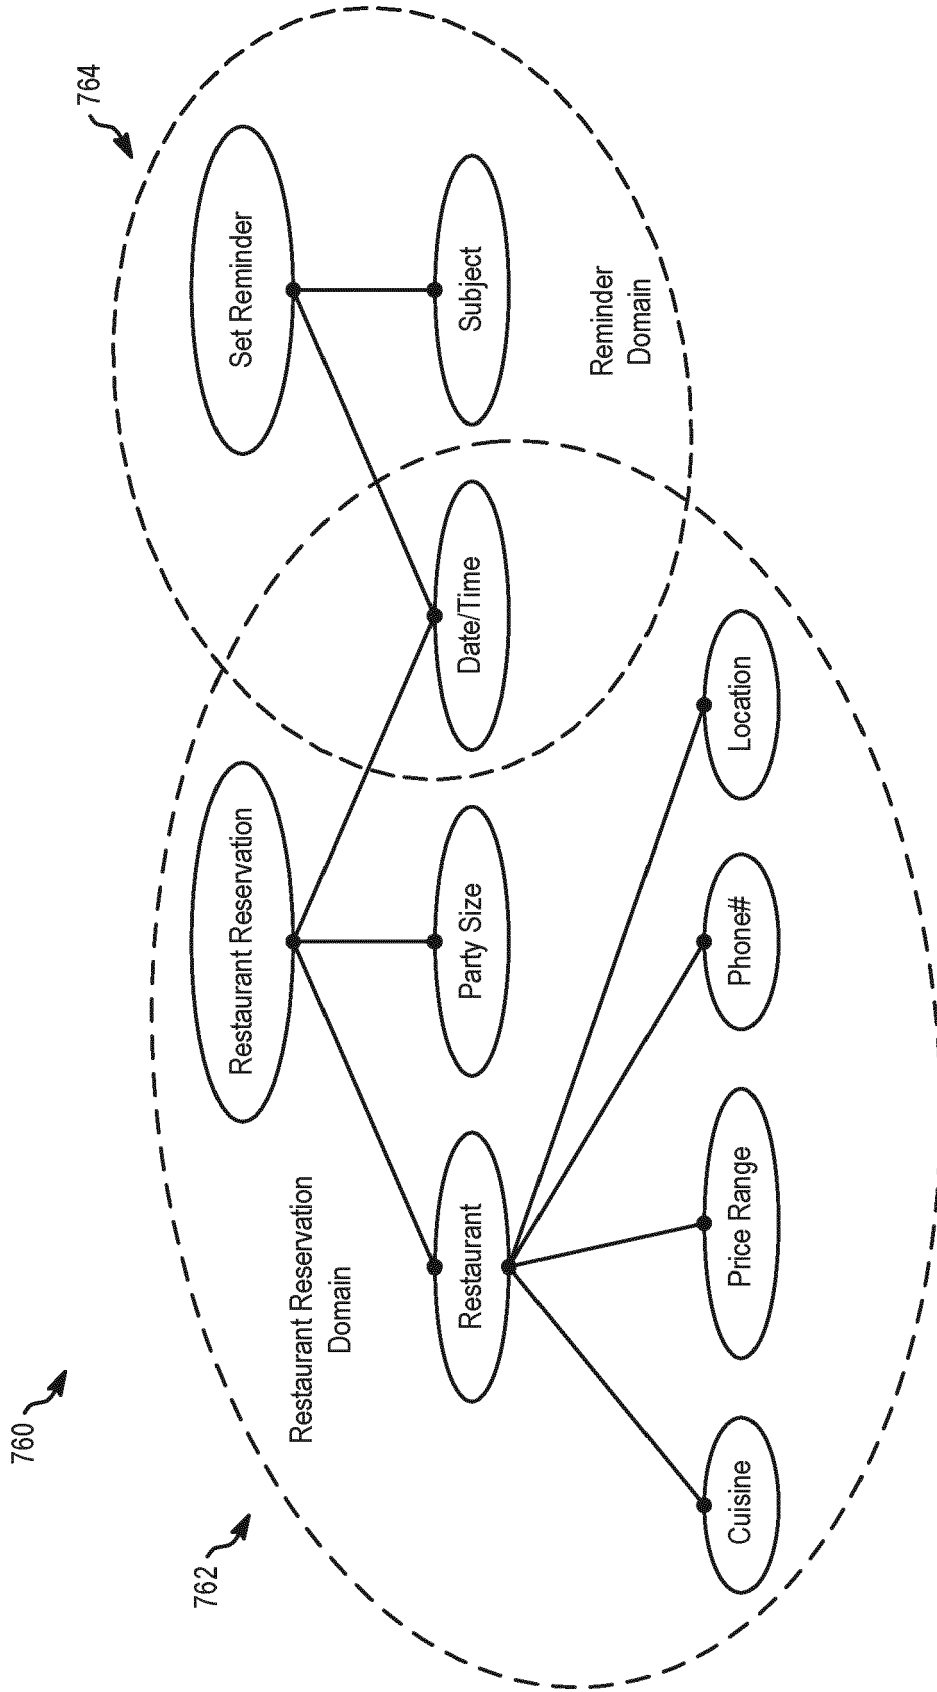 760
762
764
Restaurant Reservation
Domain
Restaurant Reservation
Set Reminder
Restaurant
Party Size
Date/Time
Subject
Reminder
Domain
Cuisine
Price Range
Phone#
Location